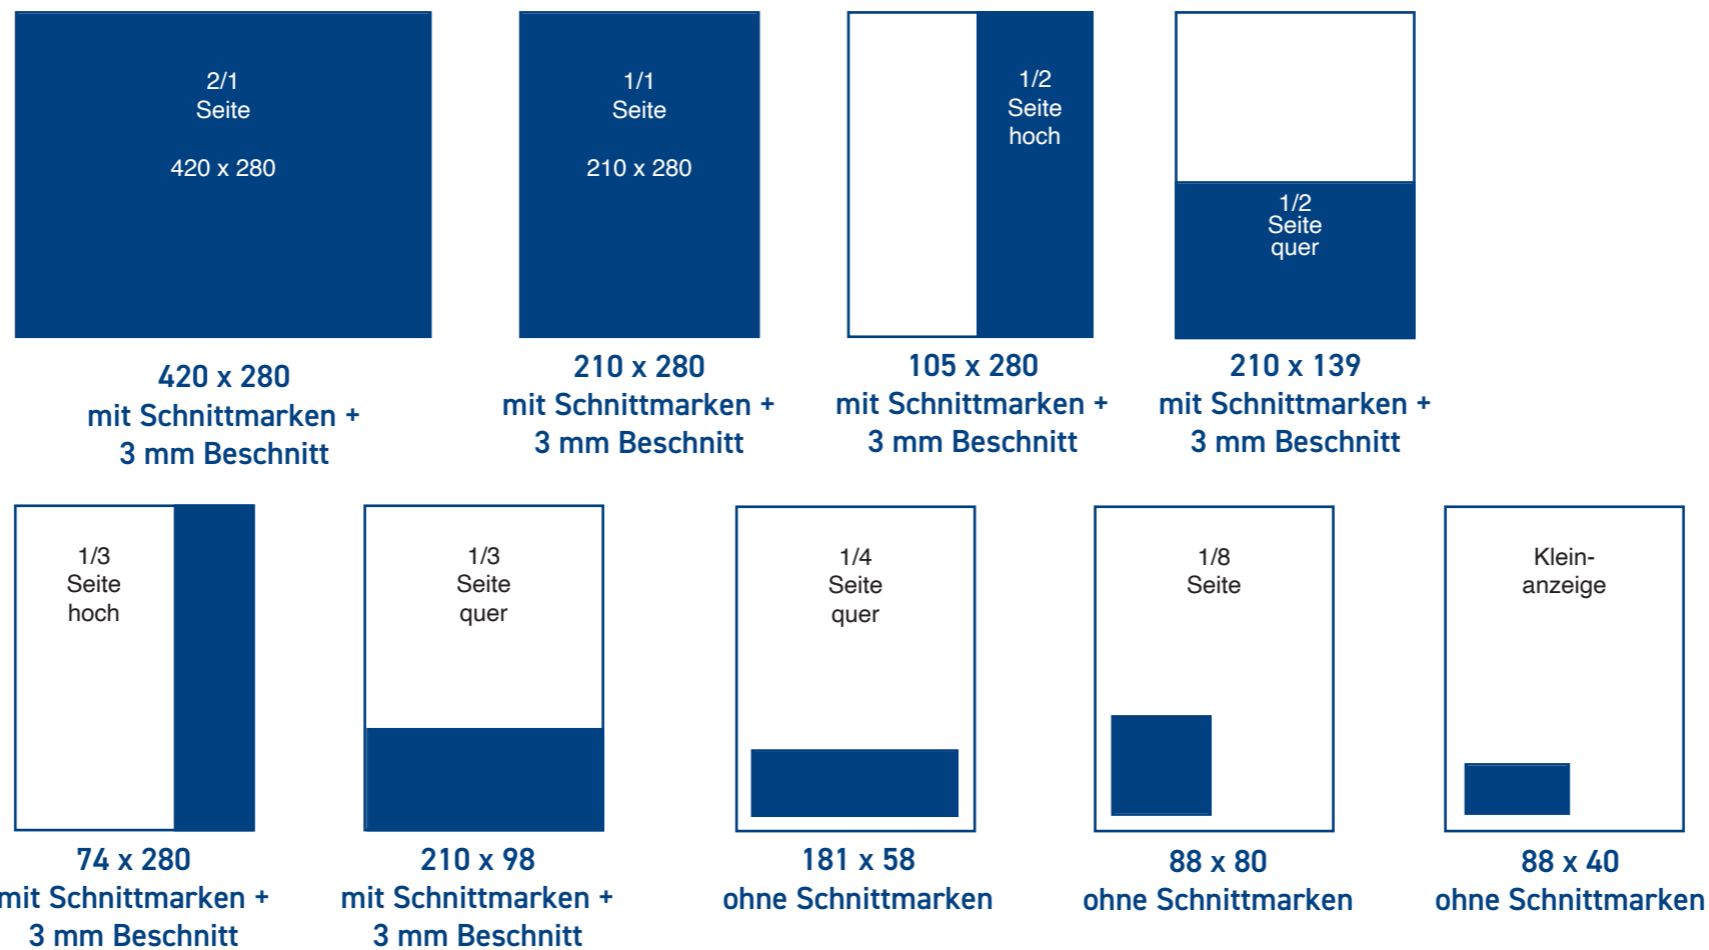 2/1
Seite
420 x 280
1/1
Seite
210 x 280
1/2
Seite
hoch
1/2
Seite
quer
420 x 280
mit Schnittmarken +
3 mm Beschnitt
210 x 280
mit Schnittmarken +
3 mm Beschnitt
105 x 280
mit Schnittmarken +
3 mm Beschnitt
210 x 139
mit Schnittmarken +
3 mm Beschnitt
1/3
Seite
hoch
1/3
Seite
quer
1/4
Seite
quer
1/8
Seite
Klein-
anzeige
74 x 280
mit Schnittmarken +
3 mm Beschnitt
210 x 98
mit Schnittmarken +
3 mm Beschnitt
181 x 58
ohne Schnittmarken
88 x 80
ohne Schnittmarken
88 x 40
ohne Schnittmarken